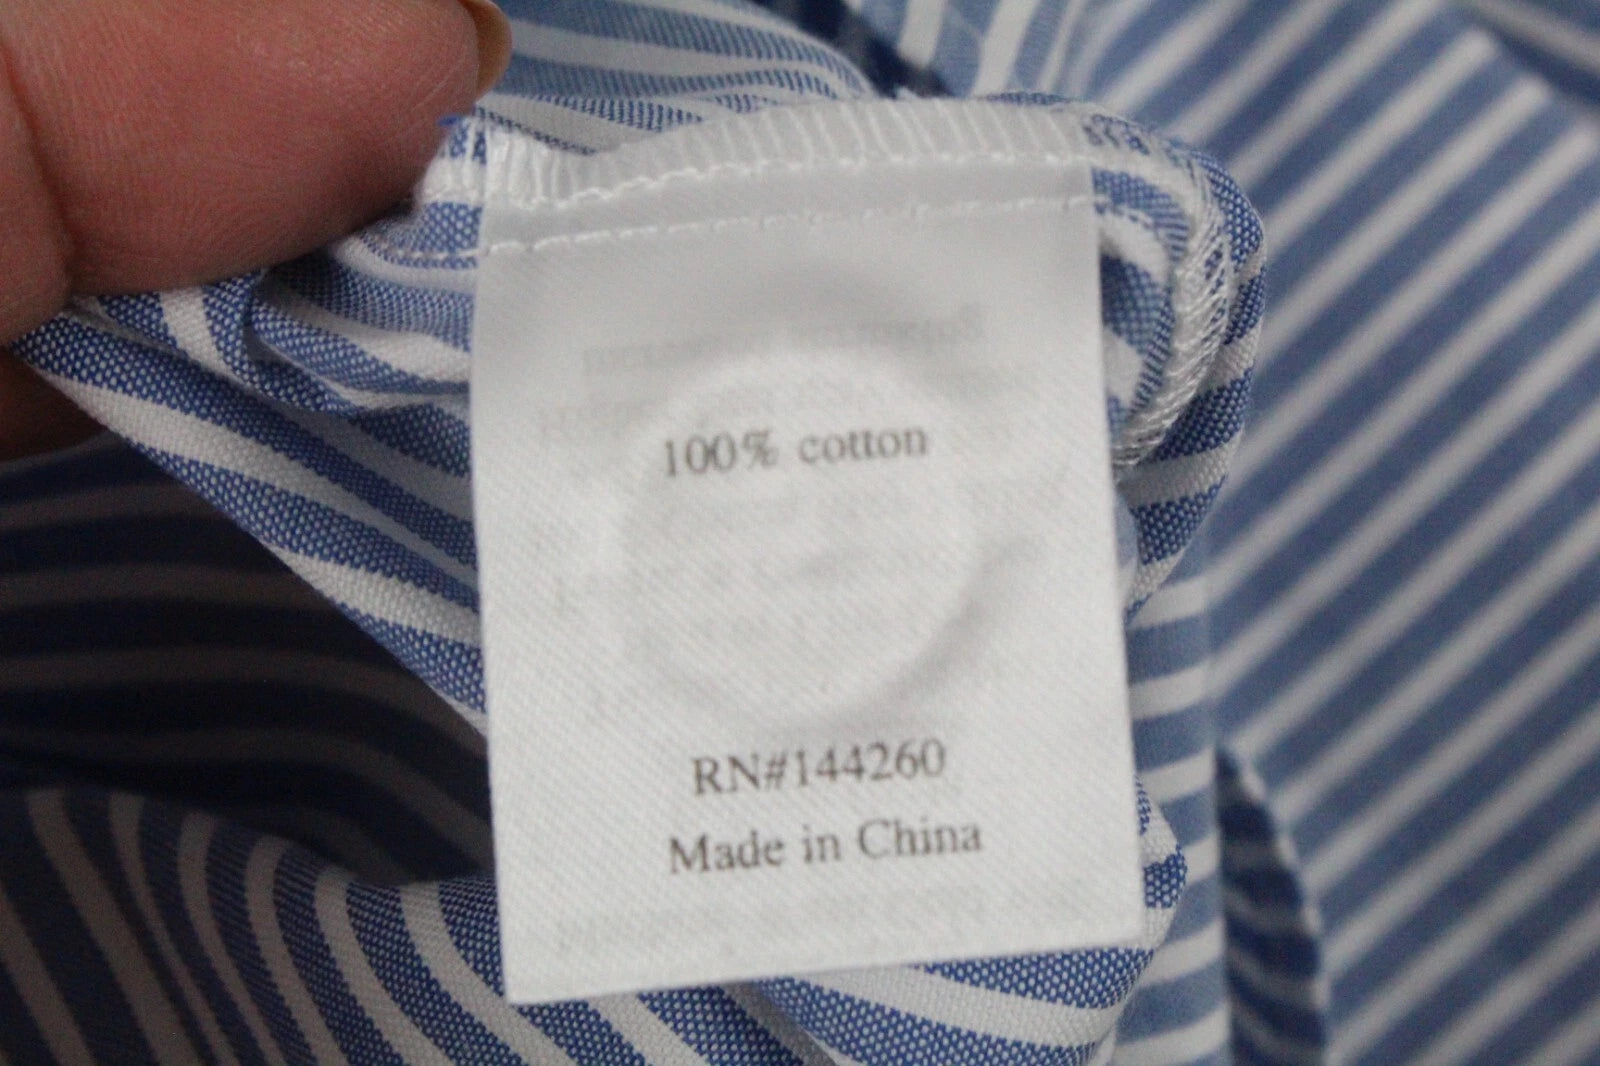 100% cotton
RN#144260
Made in China